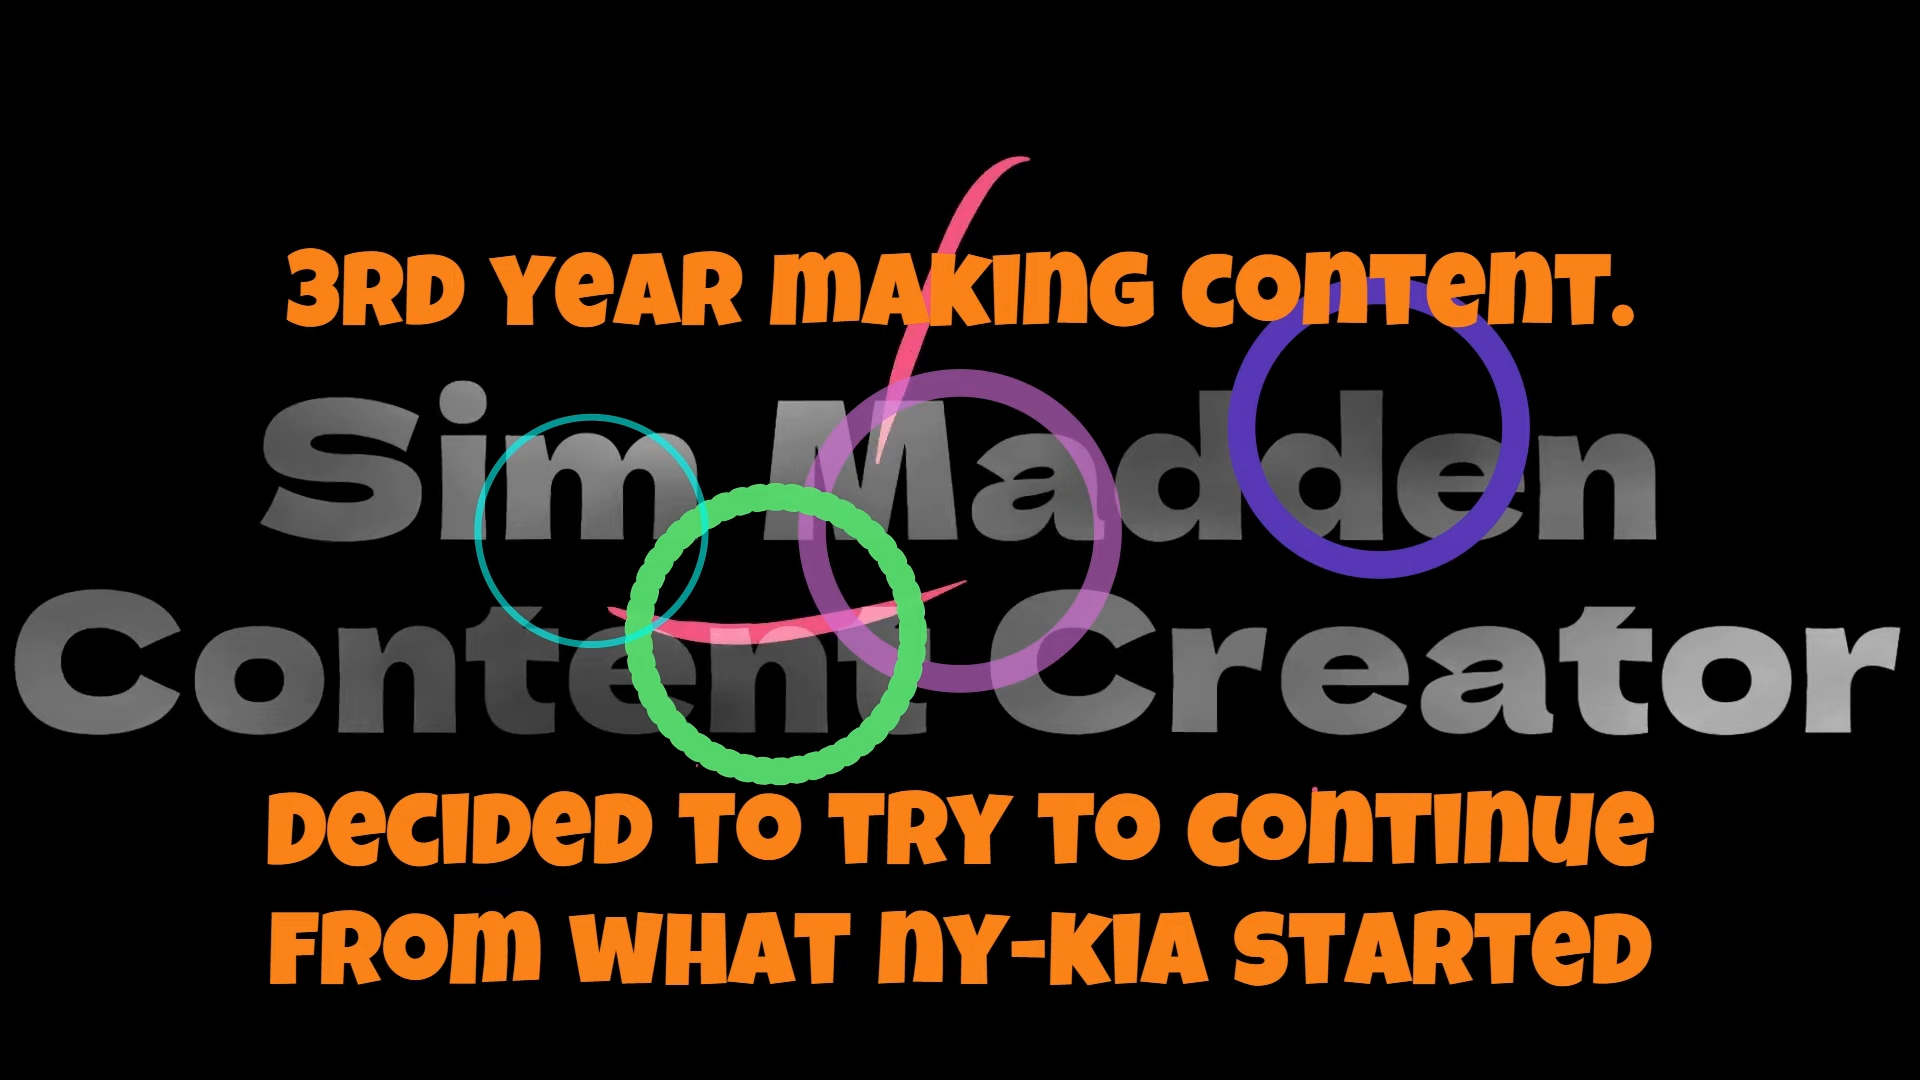 3RD YEAR MAKING CONTENT.
Sim Madden
Content Creator
DECIDED TO TRY TO CONTINUE
FROM WHAT NY-KIA STARTED